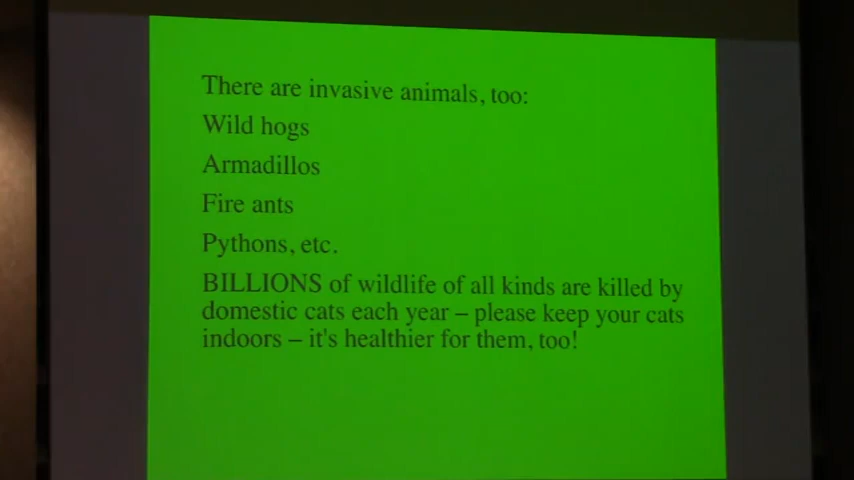 There are invasive animals, too:
Wild hogs
Armadillos
Fire ants
Pythons, etc.
BILLIONS of wildlife of all kinds are killed by
domestic cats each year – please keep your cats
indoors – it's healthier for them, too!